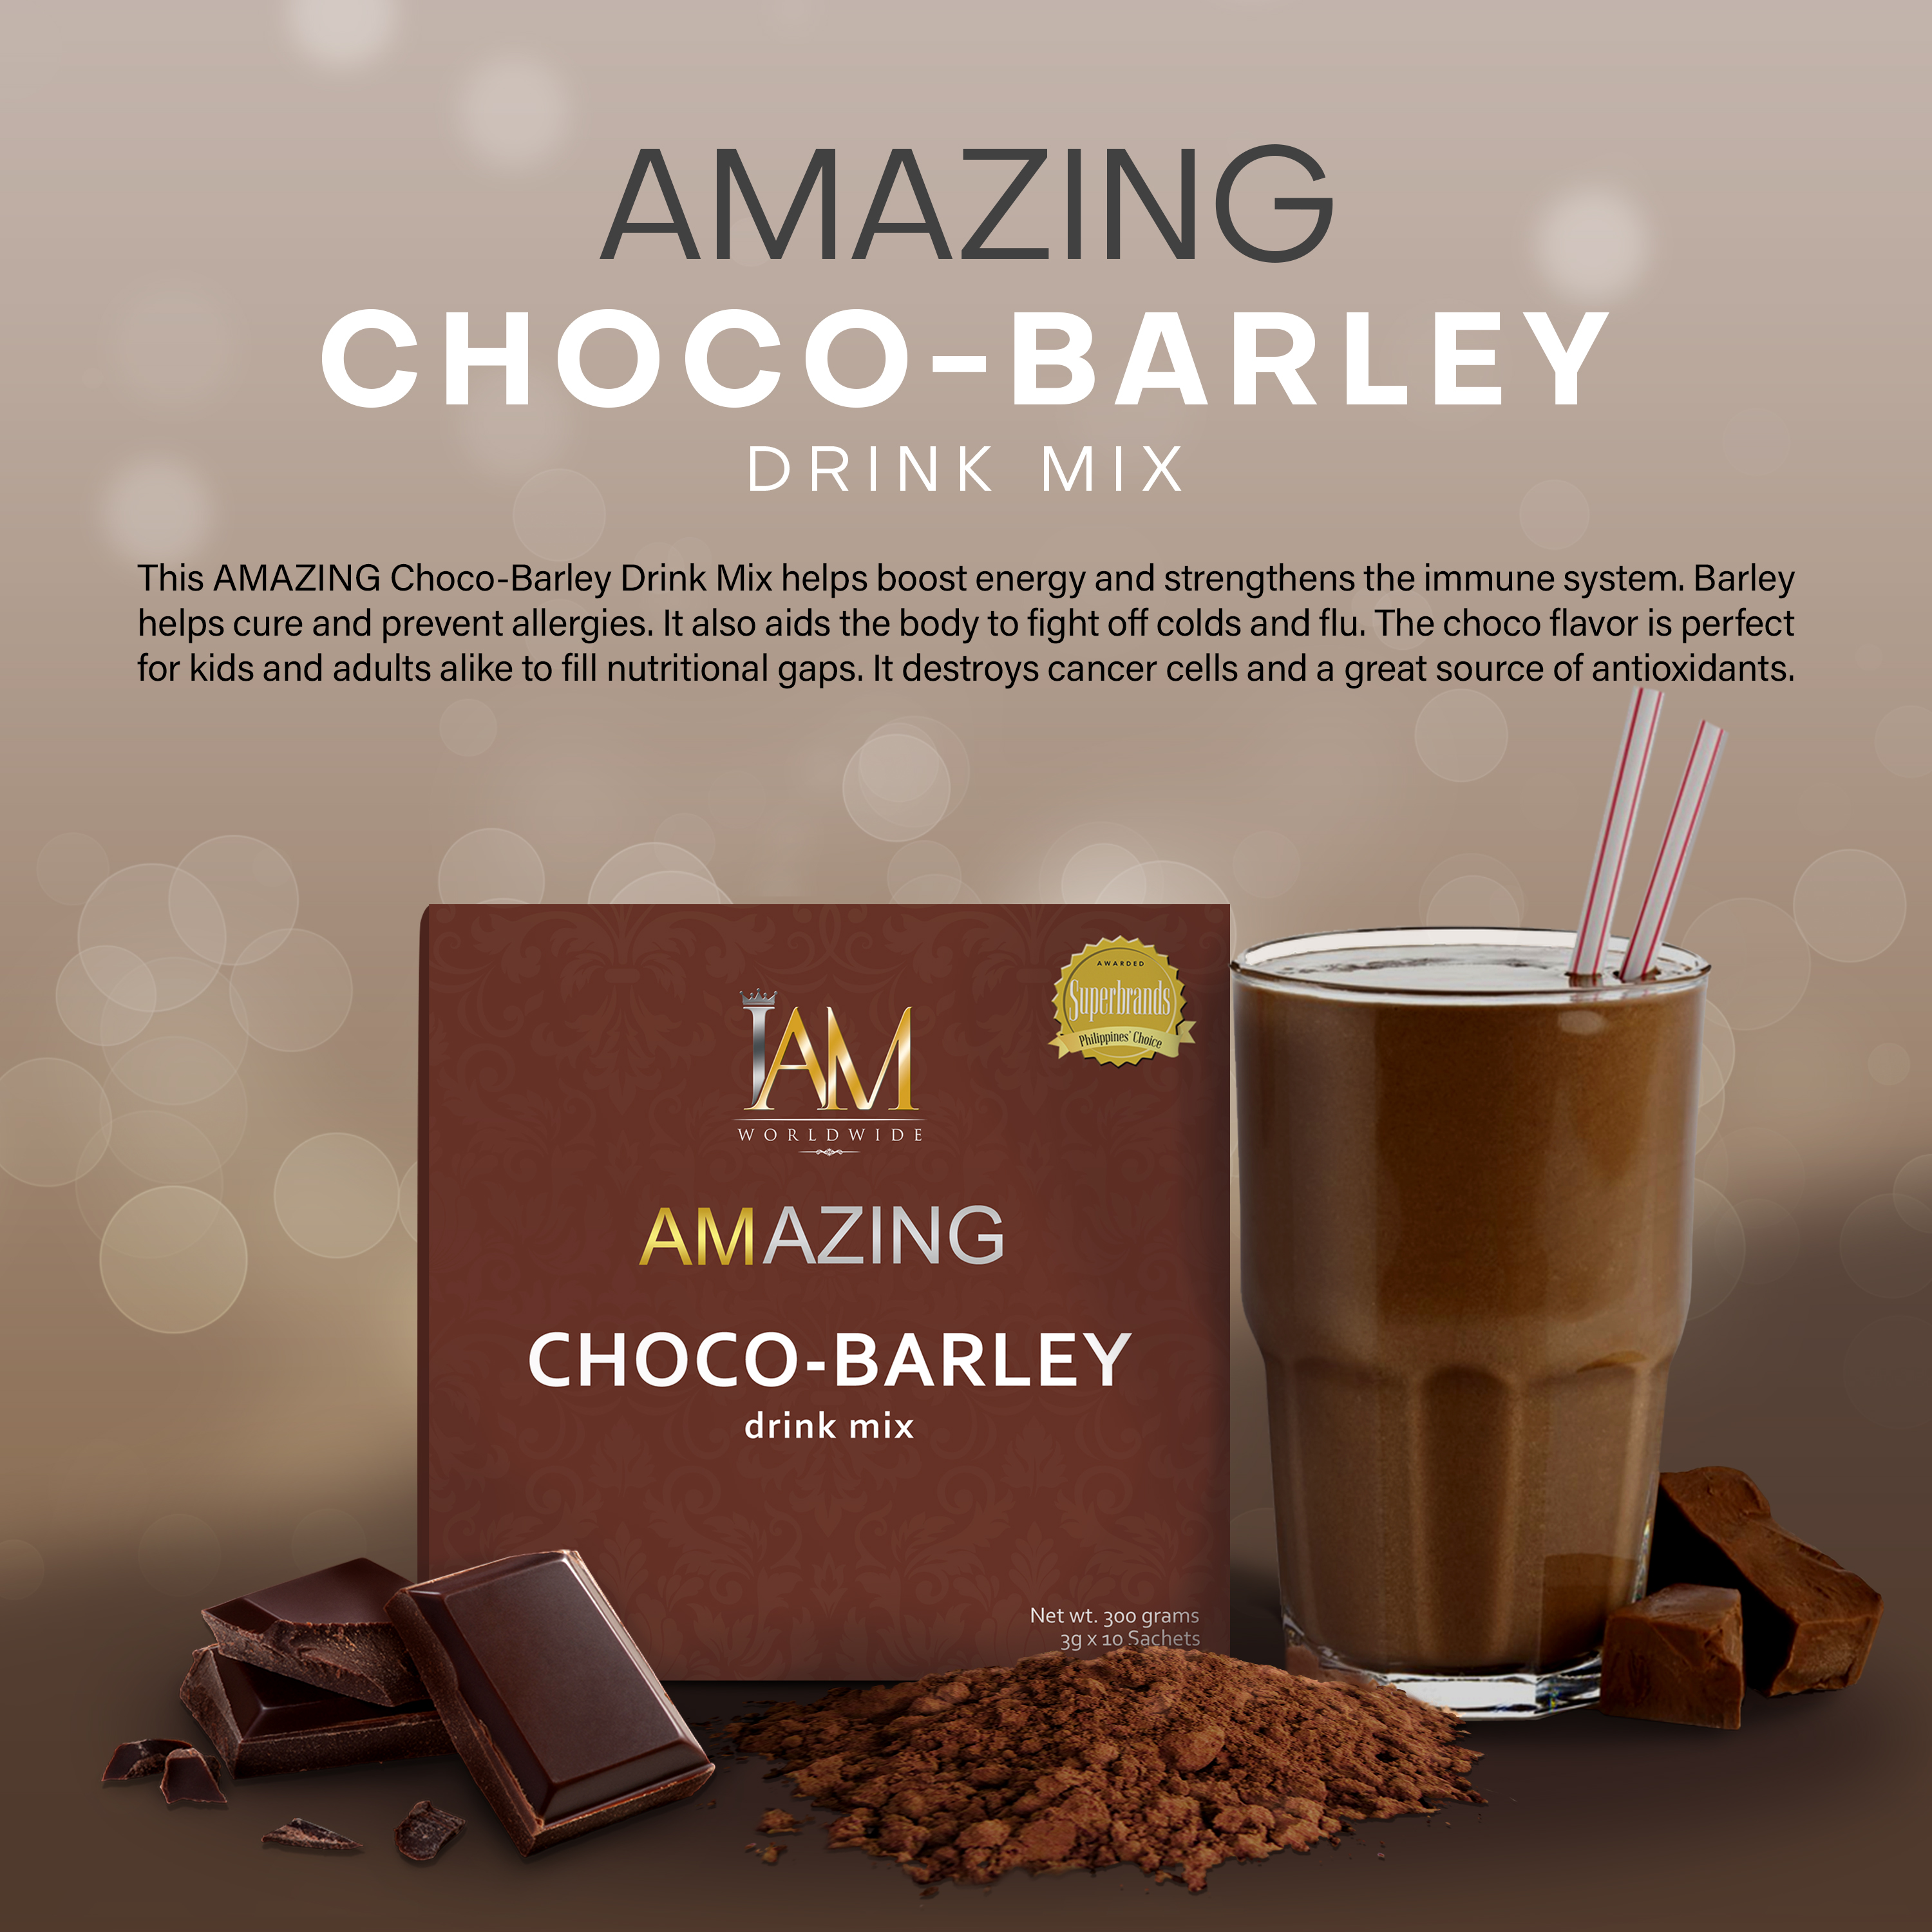 AMAZING
CHOCO-BARLEY
DRINK MIX
This AMAZING Choco-Barley Drink Mix helps boost energy and strengthens the immune system. Barley
helps cure and prevent allergies. It also aids the body to fight off colds and flu. The choco flavor is perfect
for kids and adults alike to fill nutritional gaps. It destroys cancer cells and a great source of antioxidants.
AWARDED
Superbrands
Philippines' Choice
IAM
WORLDWIDE
AMAZING
CHOCO-BARLEY
drink mix
Net wt. 300 grams
3g x 10 Sachets